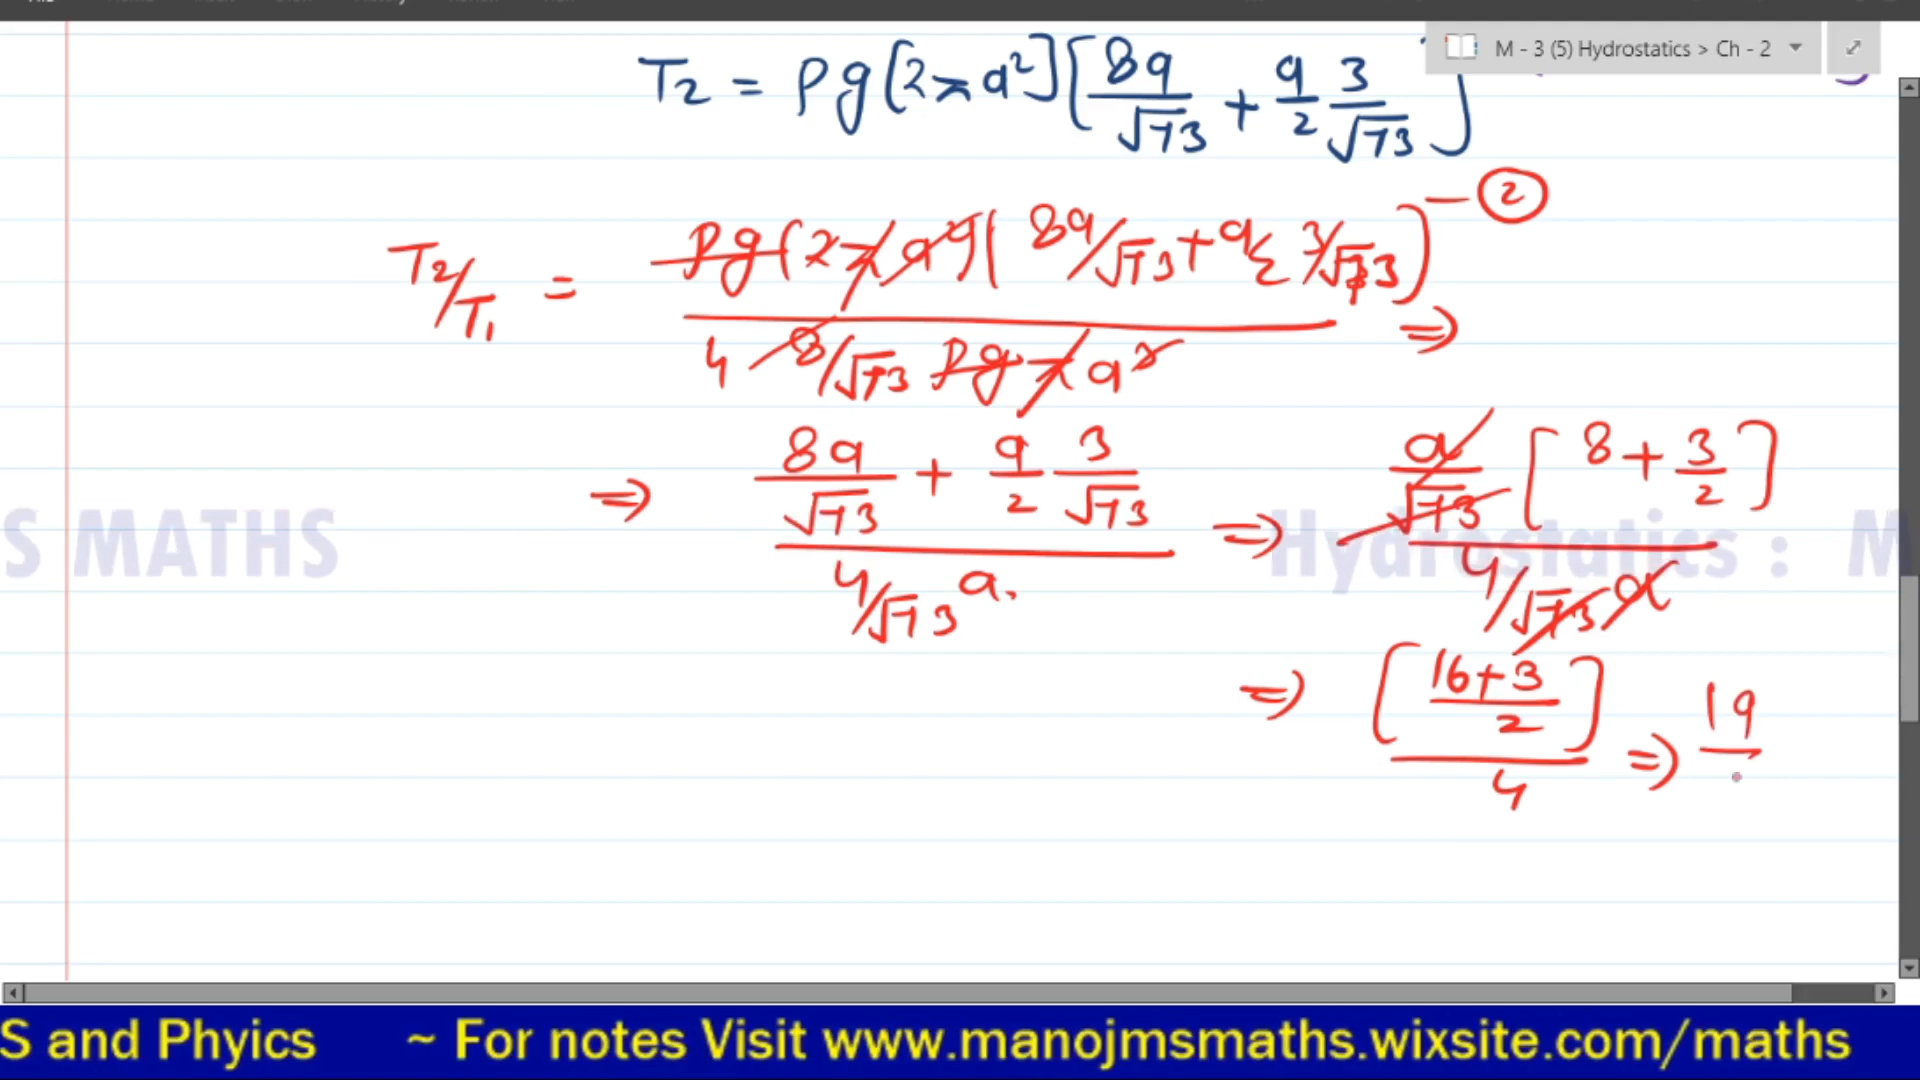 M - 3 (5) Hydrostatics > Ch - 2
T₂ = ρg[2πa²][8a/√73 + a/2 3/√73]
T₂/T₁ = ρg(2πa²)(8a/√73 + a/2 3/√73) - ②
4 8/√73 ρg π a³ ⇒
⇒ 8a/√73 + a/2 3/√73 ⇒ a/√73 [8 + 3/2]
4/√73 a. 4/√73 a
S MATHS Hydrostatics : M
⇒ [16+3/2] ⇒ 19
4
S and Phyics ~ For notes Visit www.manojmsmaths.wixsite.com/maths